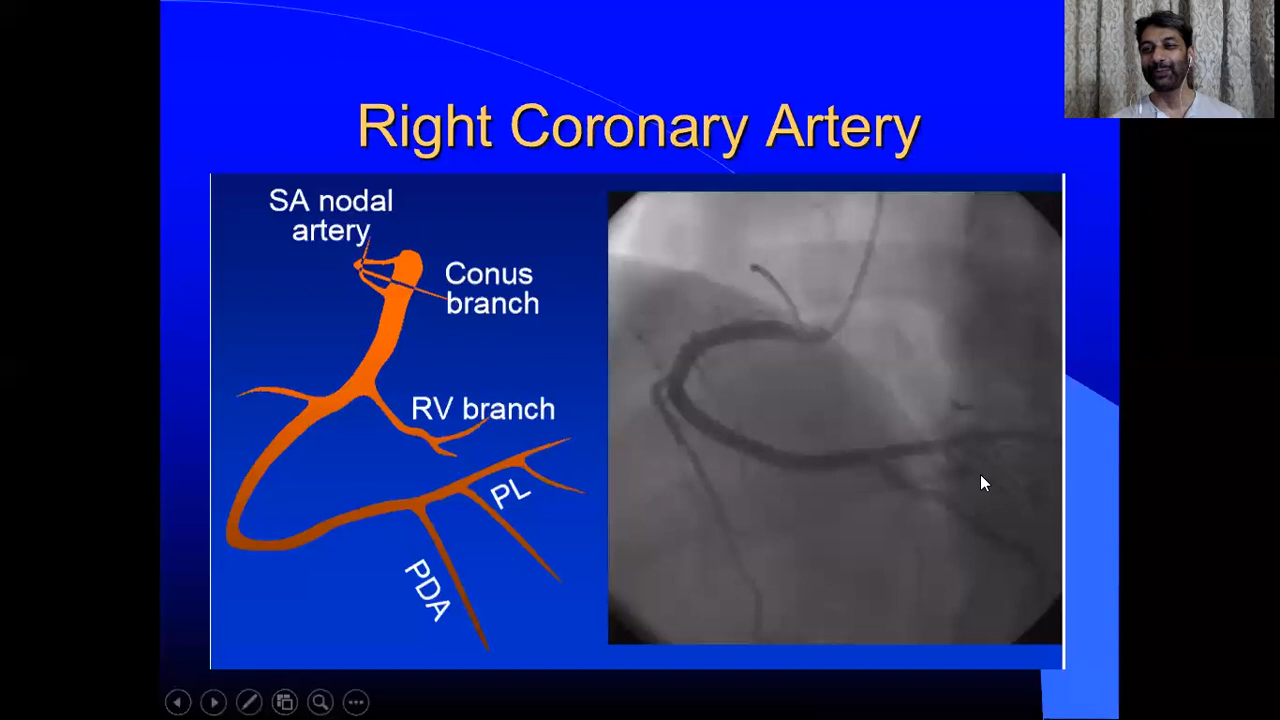 Right Coronary Artery
SA nodal
artery
Conus
branch
RV branch
PL
PDA